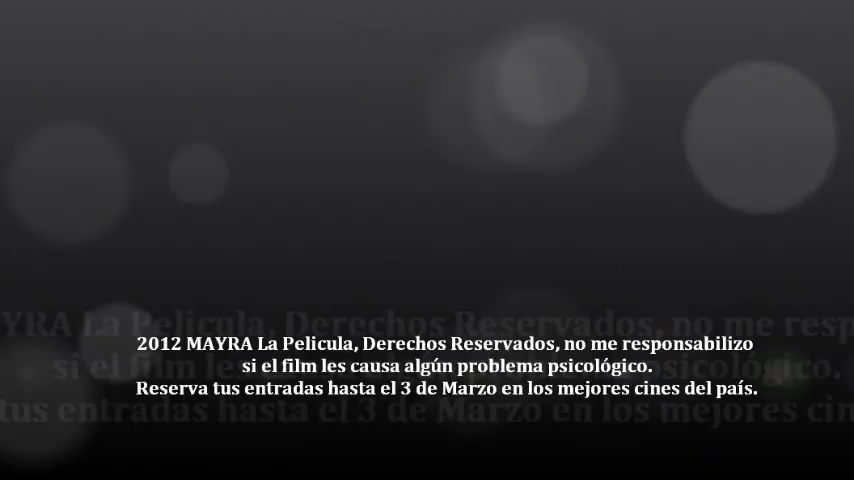 2012 MAYRA La Pelicula, Derechos Reservados, no me responsabilizo
si el film les causa algún problema psicológico.
Reserva tus entradas hasta el 3 de Marzo en los mejores cines del país.